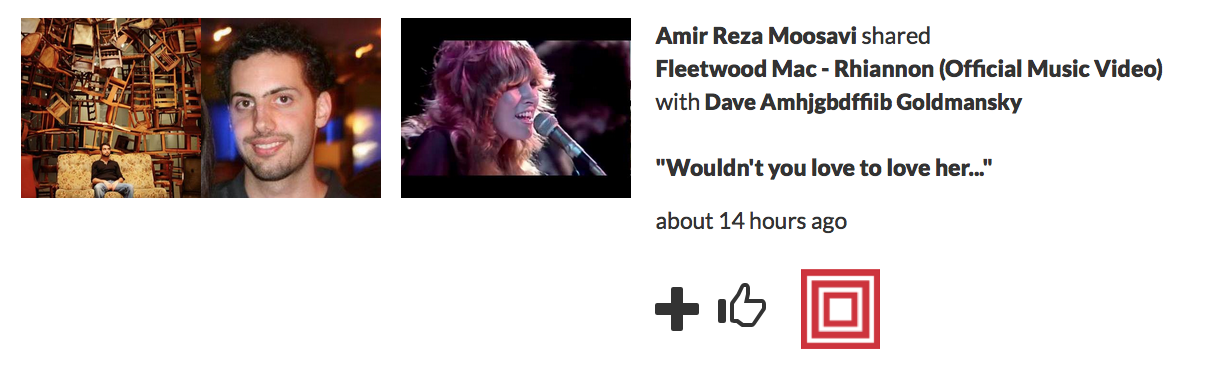 Amir Reza Moosavi shared
Fleetwood Mac - Rhiannon (Official Music Video)
with Dave Amhjgbdffiib Goldmansky
"Wouldn't you love to love her..."
about 14 hours ago